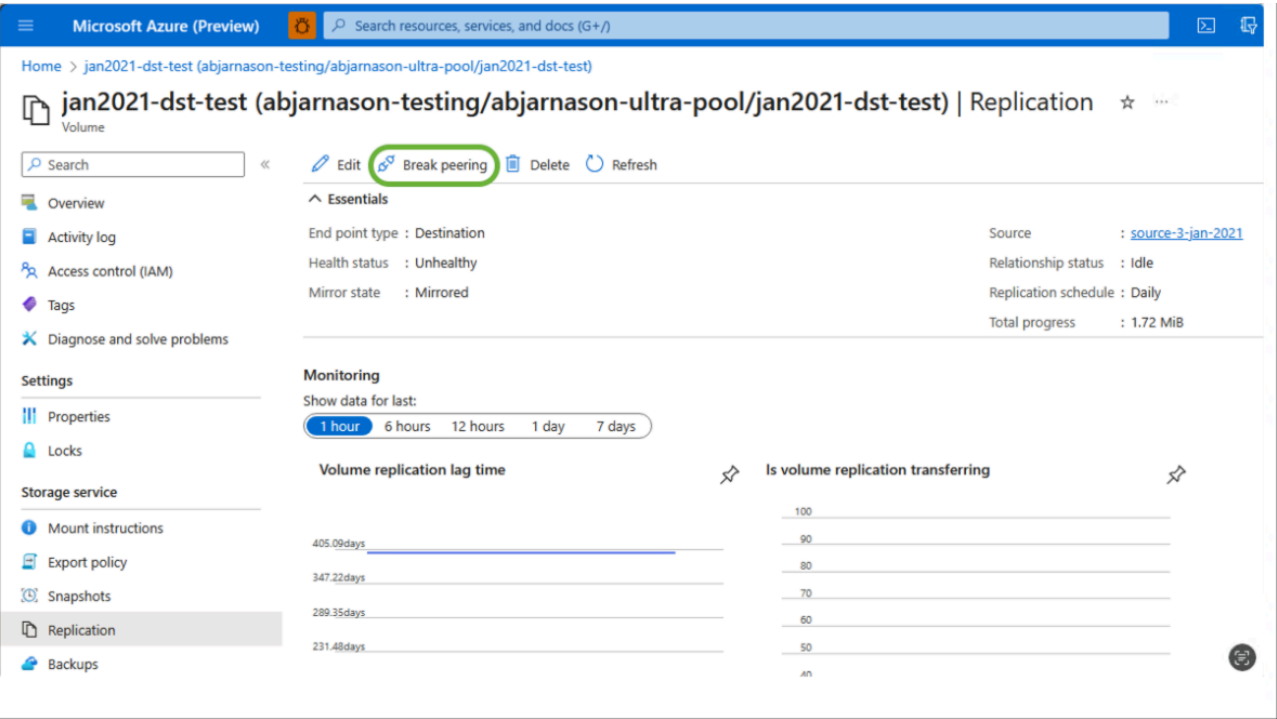 Microsoft Azure (Preview)
Search resources, services, and docs (G+/)
Home > jan2021-dst-test (abjarnason-testing/abjarnason-ultra-pool/jan2021-dst-test)
jan2021-dst-test (abjarnason-testing/abjarnason-ultra-pool/jan2021-dst-test) | Replication
Volume
Search
Overview
Activity log
Access control (IAM)
Tags
Diagnose and solve problems
Settings
Properties
Locks
Storage service
Mount instructions
Export policy
Snapshots
Replication
Backups
Edit Break peering Delete Refresh
Essentials
End point type : Destination
Health status : Unhealthy
Mirror state : Mirrored
Source : source-3-jan-2021
Relationship status : Idle
Replication schedule : Daily
Total progress : 1.72 MiB
Monitoring
Show data for last:
1 hour 6 hours 12 hours 1 day 7 days
Volume replication lag time
405.09days
347.22days
289.35days
231.48days
Is volume replication transferring
100
90
80
70
60
50
40